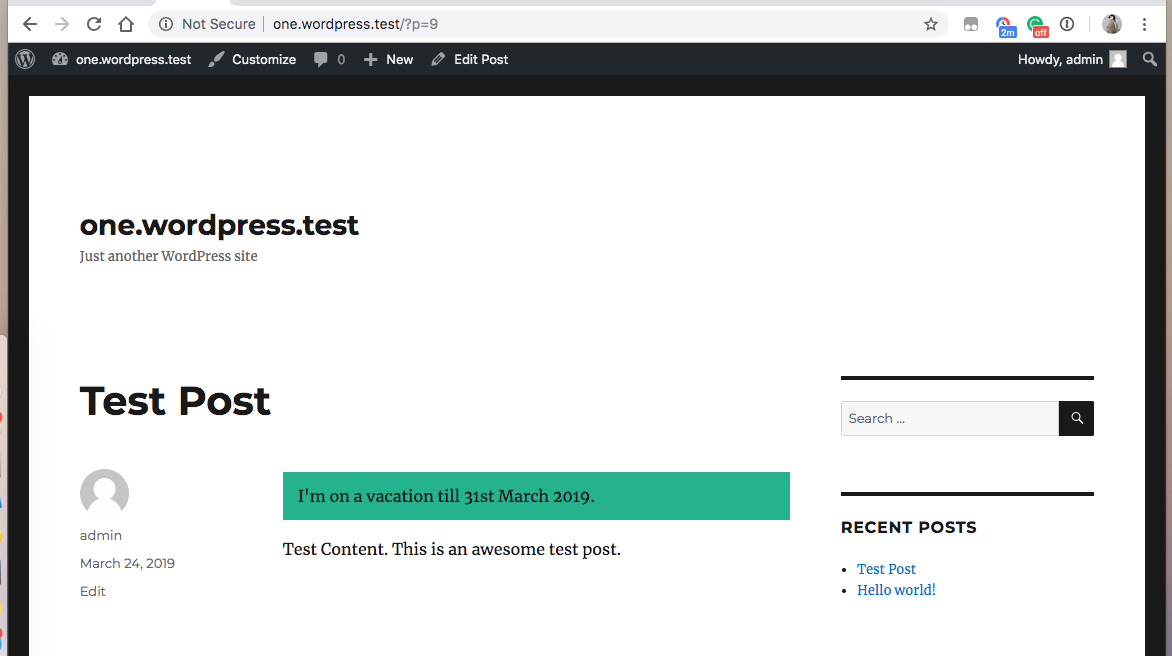 Not Secure one.wordpress.test/?p=9
2m
off
one.wordpress.test Customize 0 New Edit Post Howdy, admin
one.wordpress.test
Just another WordPress site
Test Post
admin
March 24, 2019
Edit
I'm on a vacation till 31st March 2019.
Test Content. This is an awesome test post.
Search ...
RECENT POSTS
Test Post
Hello world!